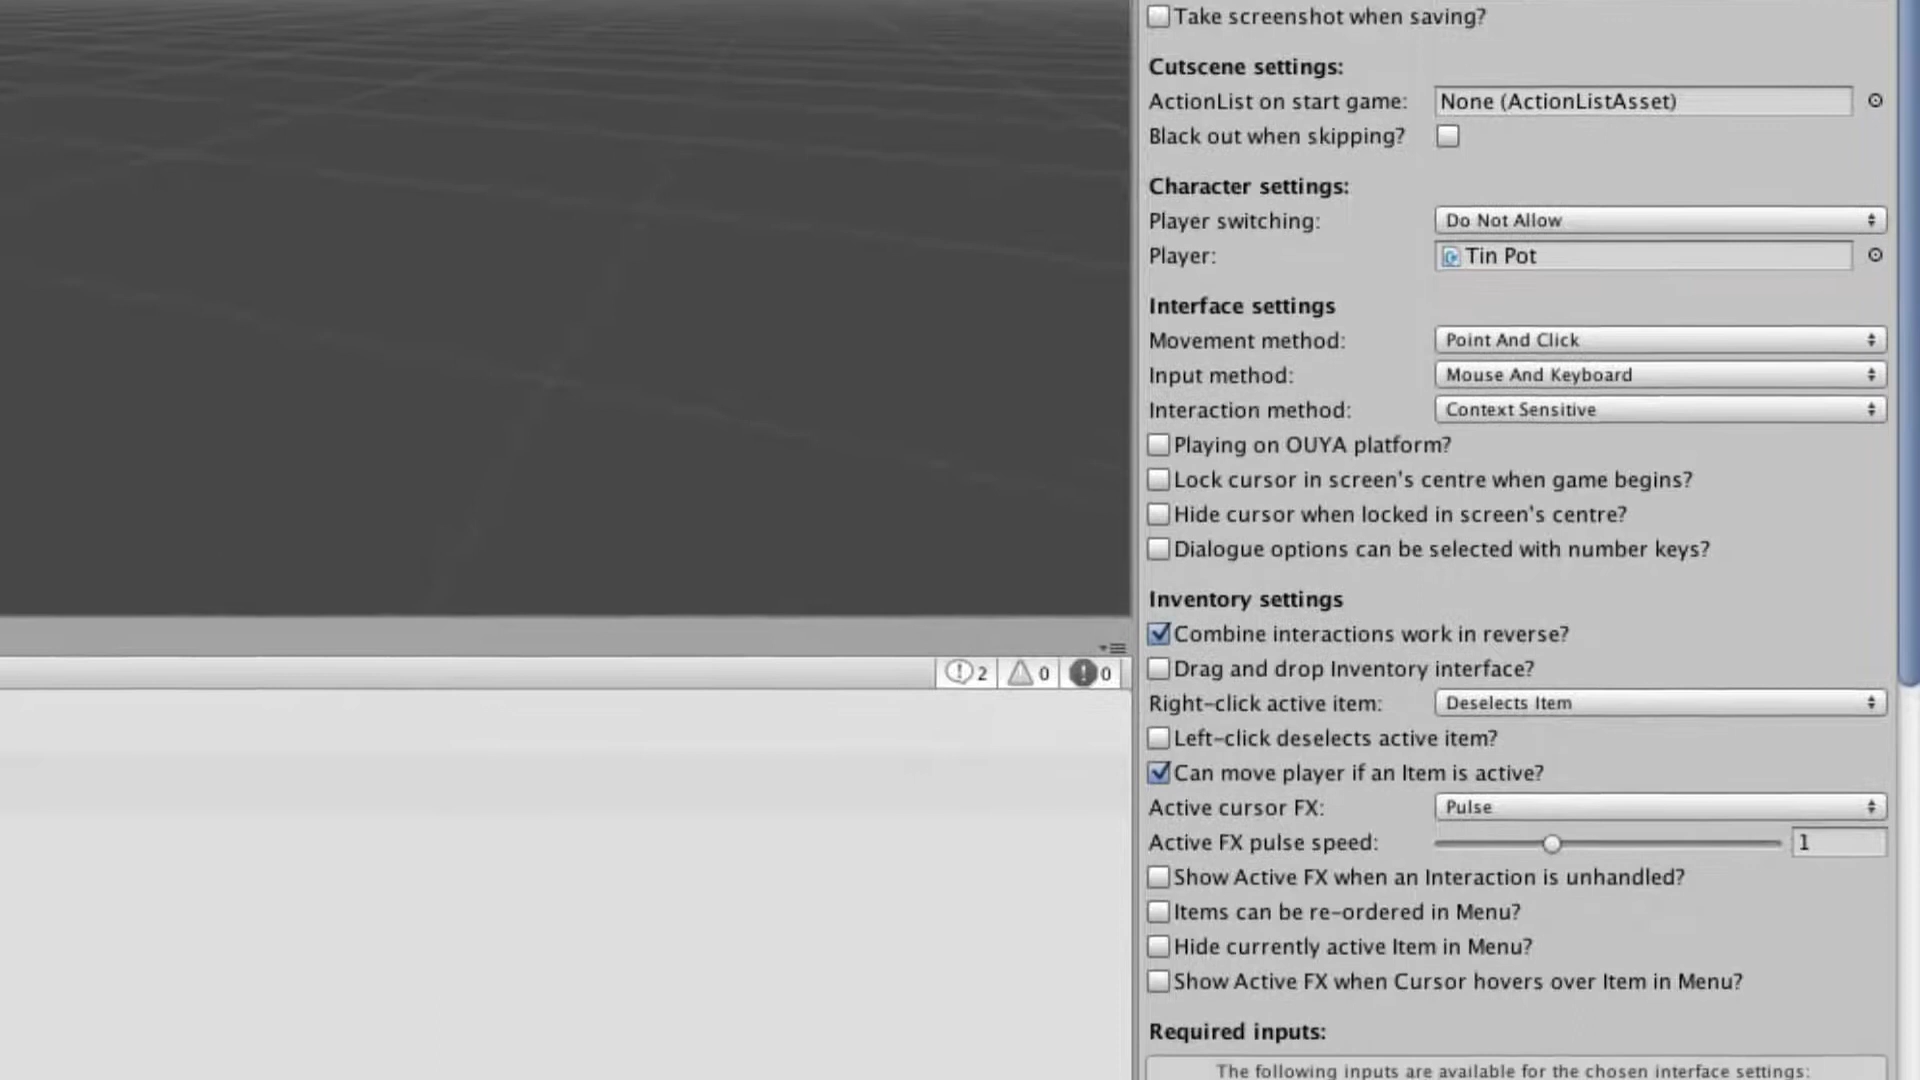 Take screenshot when saving?
Cutscene settings:
ActionList on start game: None (ActionListAsset)
Black out when skipping?
Character settings:
Player switching: Do Not Allow
Player: Tin Pot
Interface settings
Movement method: Point And Click
Input method: Mouse And Keyboard
Interaction method: Context Sensitive
Playing on OUYA platform?
Lock cursor in screen's centre when game begins?
Hide cursor when locked in screen's centre?
Dialogue options can be selected with number keys?
Inventory settings
Combine interactions work in reverse?
Drag and drop Inventory interface?
2 0 0
Right-click active item: Deselects Item
Left-click deselects active item?
Can move player if an Item is active?
Active cursor FX: Pulse
Active FX pulse speed: 1
Show Active FX when an Interaction is unhandled?
Items can be re-ordered in Menu?
Hide currently active Item in Menu?
Show Active FX when Cursor hovers over Item in Menu?
Required inputs:
The following inputs are available for the chosen interface settings: